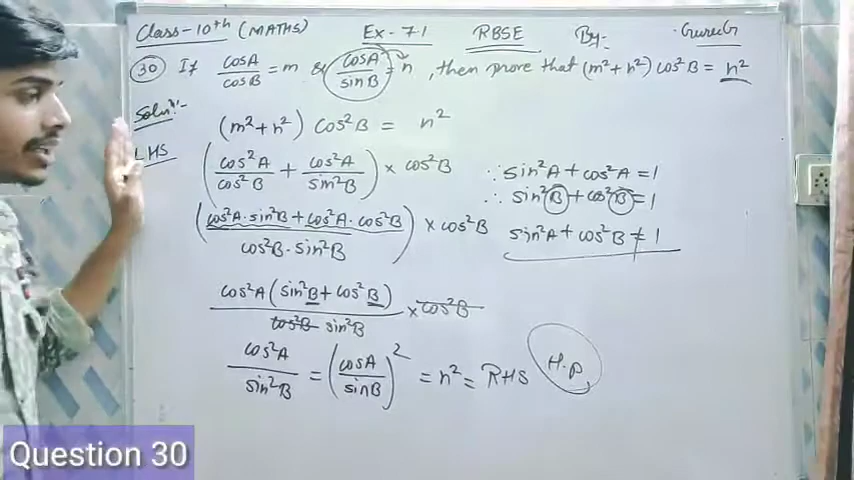 Class-10th (MATHS) Ex-7.1 RBSE By:- GuruG
(30) If cosA/cosB = m & cosA/sinB = n, then prove that (m²+n²) cos²B = n²
Soln:-
(m²+n²) cos²B = n²
LHS
(cos²A/cos²B + cos²A/sin²B) × cos²B
∵ sin²A + cos²A = 1
∴ sin²B + cos²B = 1
(cos²A·sin²B + cos²A·cos²B / cos²B·sin²B) × cos²B
sin²A + cos²B ≠ 1
cos²A (sin²B + cos²B) / cos²B sin²B × cos²B
cos²A/sin²B = (cosA/sinB)² = n² = RHS H.P
Question 30